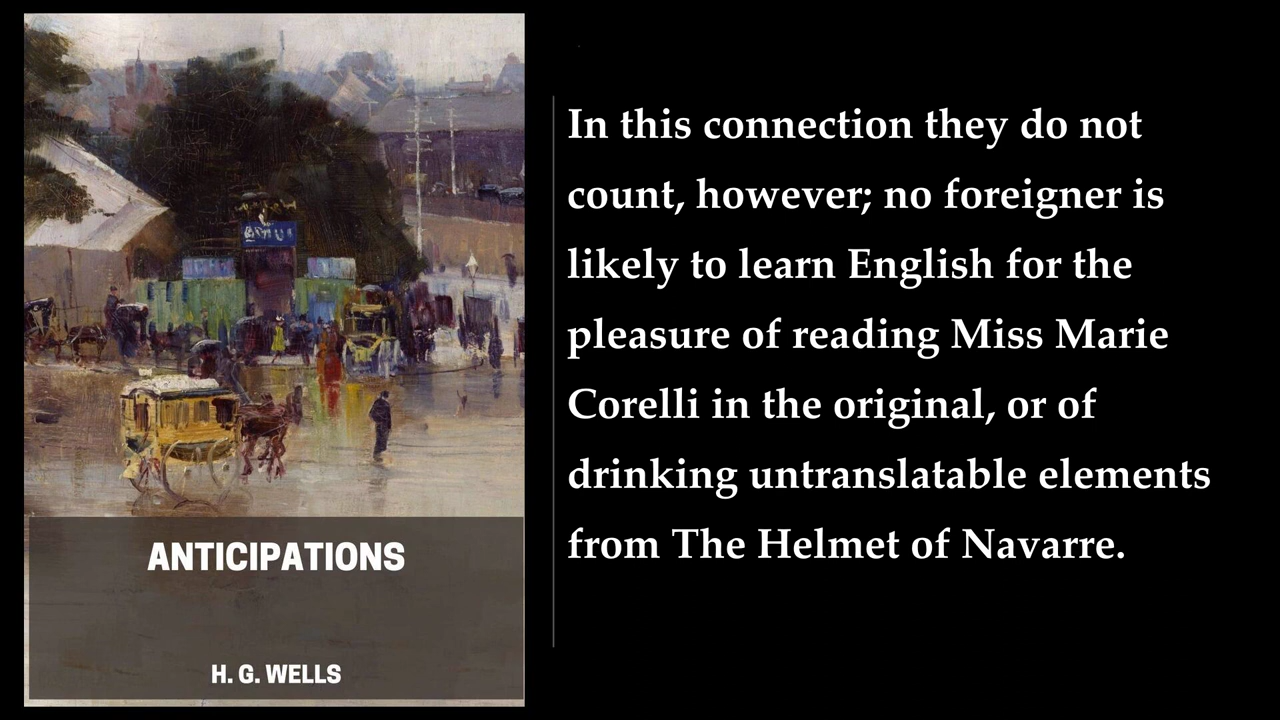 ANTICIPATIONS
H. G. WELLS
In this connection they do not
count, however; no foreigner is
likely to learn English for the
pleasure of reading Miss Marie
Corelli in the original, or of
drinking untranslatable elements
from The Helmet of Navarre.